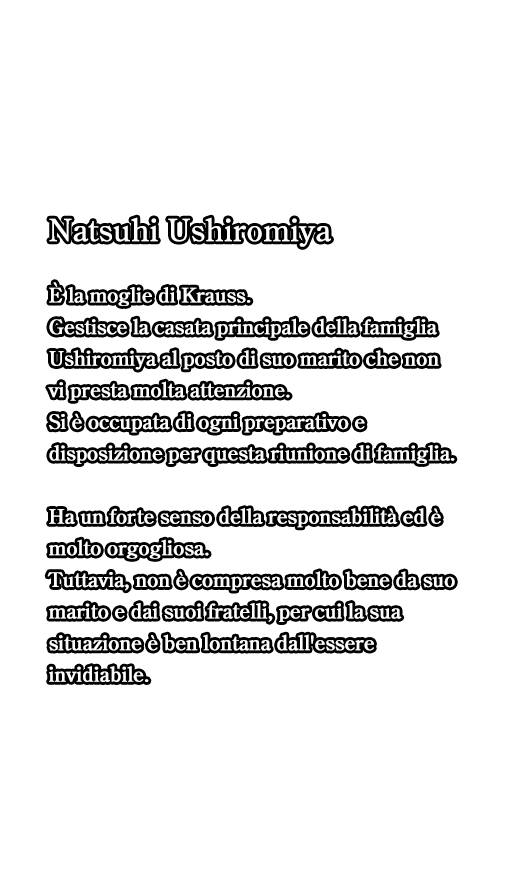 Natsuhi Ushiromiya
È la moglie di Krauss.
Gestisce la casata principale della famiglia
Ushiromiya al posto di suo marito che non
vi presta molta attenzione.
Si è occupata di ogni preparativo e
disposizione per questa riunione di famiglia.
Ha un forte senso della responsabilità ed è
molto orgogliosa.
Tuttavia, non è compresa molto bene da suo
marito e dai suoi fratelli, per cui la sua
situazione è ben lontana dall'essere
invidiabile.